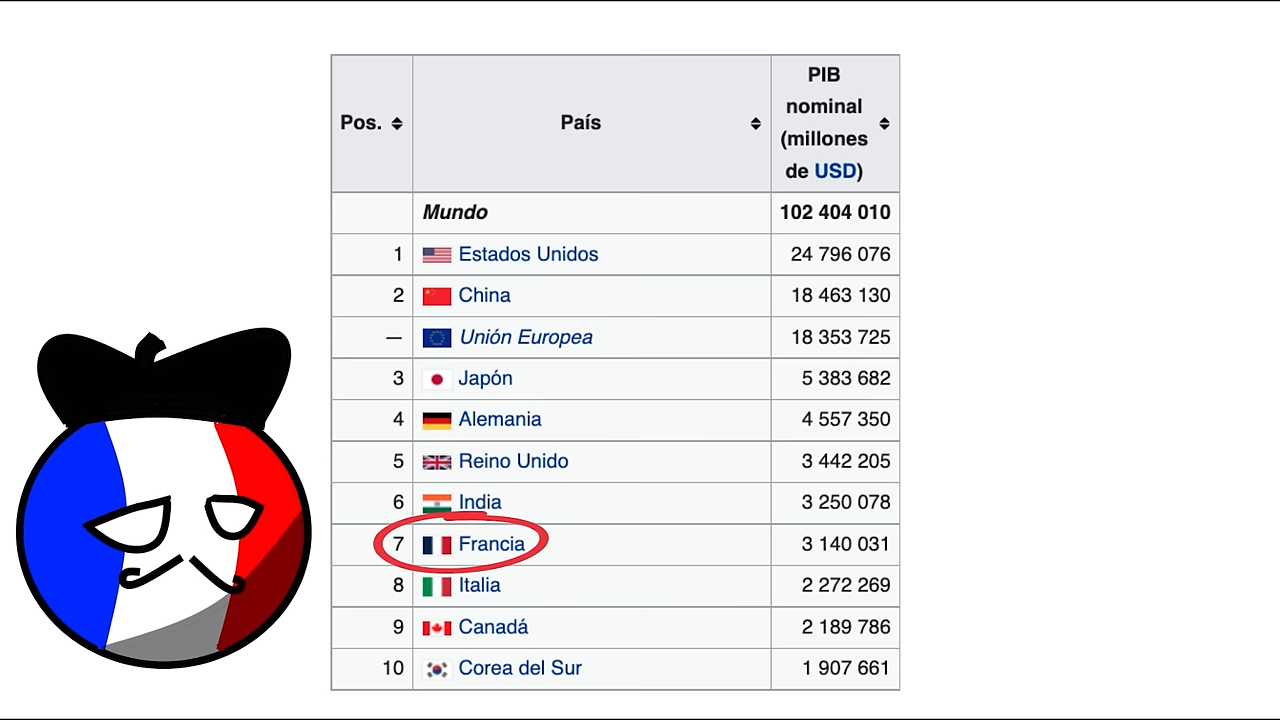 Pos. País PIB nominal (millones de USD)
Mundo 102 404 010
1 Estados Unidos 24 796 076
2 China 18 463 130
— Unión Europea 18 353 725
3 Japón 5 383 682
4 Alemania 4 557 350
5 Reino Unido 3 442 205
6 India 3 250 078
7 Francia 3 140 031
8 Italia 2 272 269
9 Canadá 2 189 786
10 Corea del Sur 1 907 661